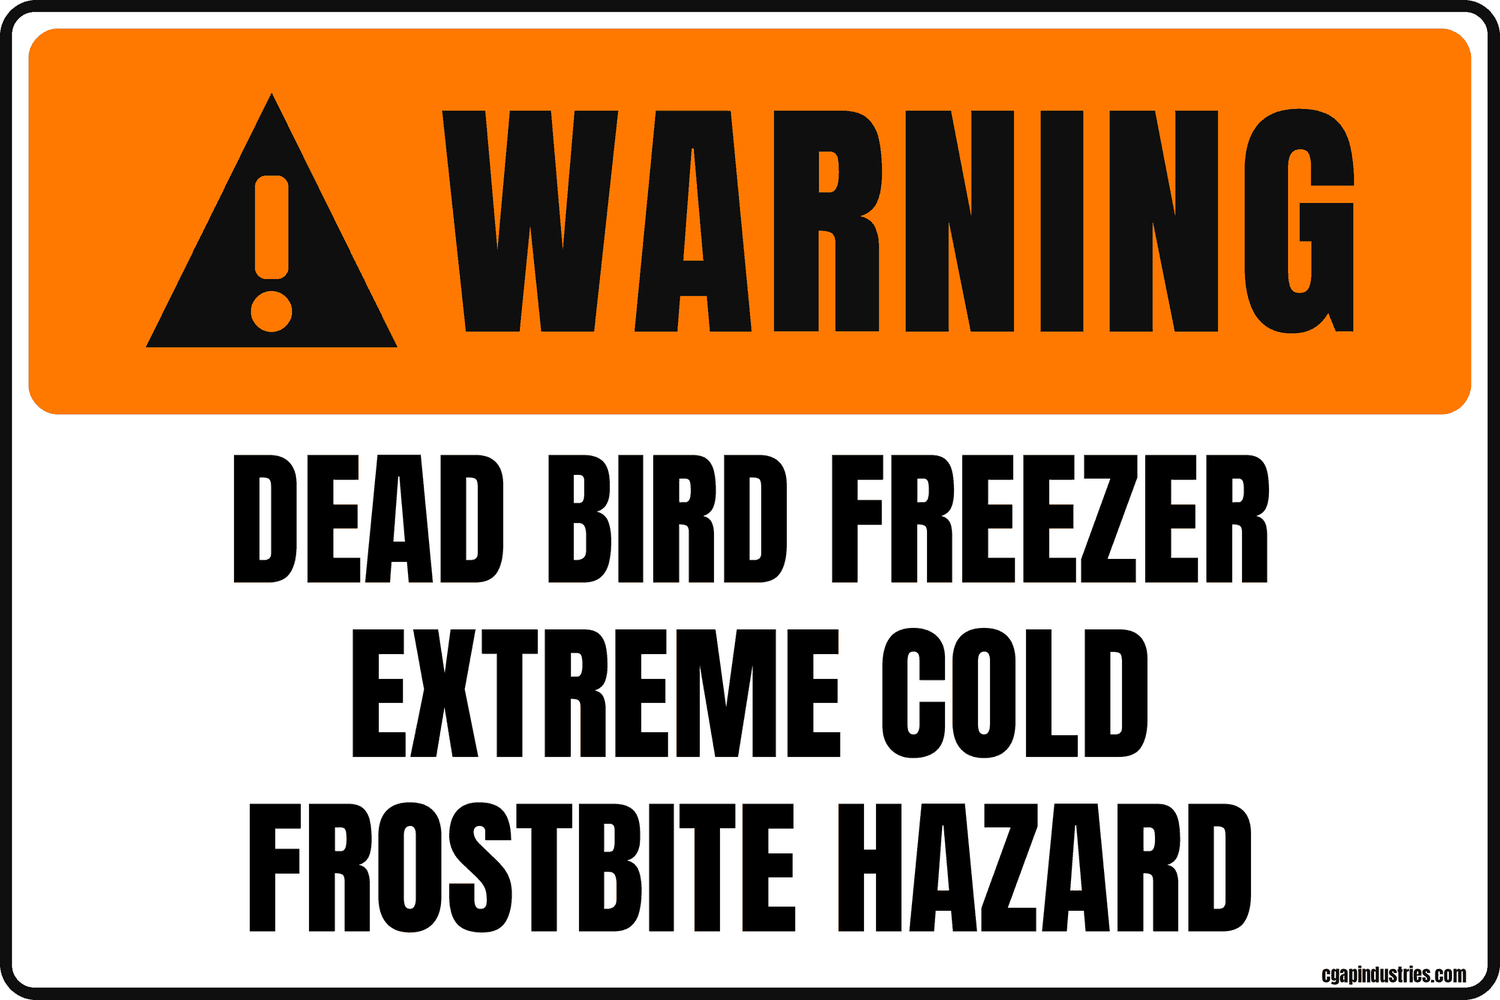 WARNING
DEAD BIRD FREEZER
EXTREME COLD
FROSTBITE HAZARD
cgapindustries.com